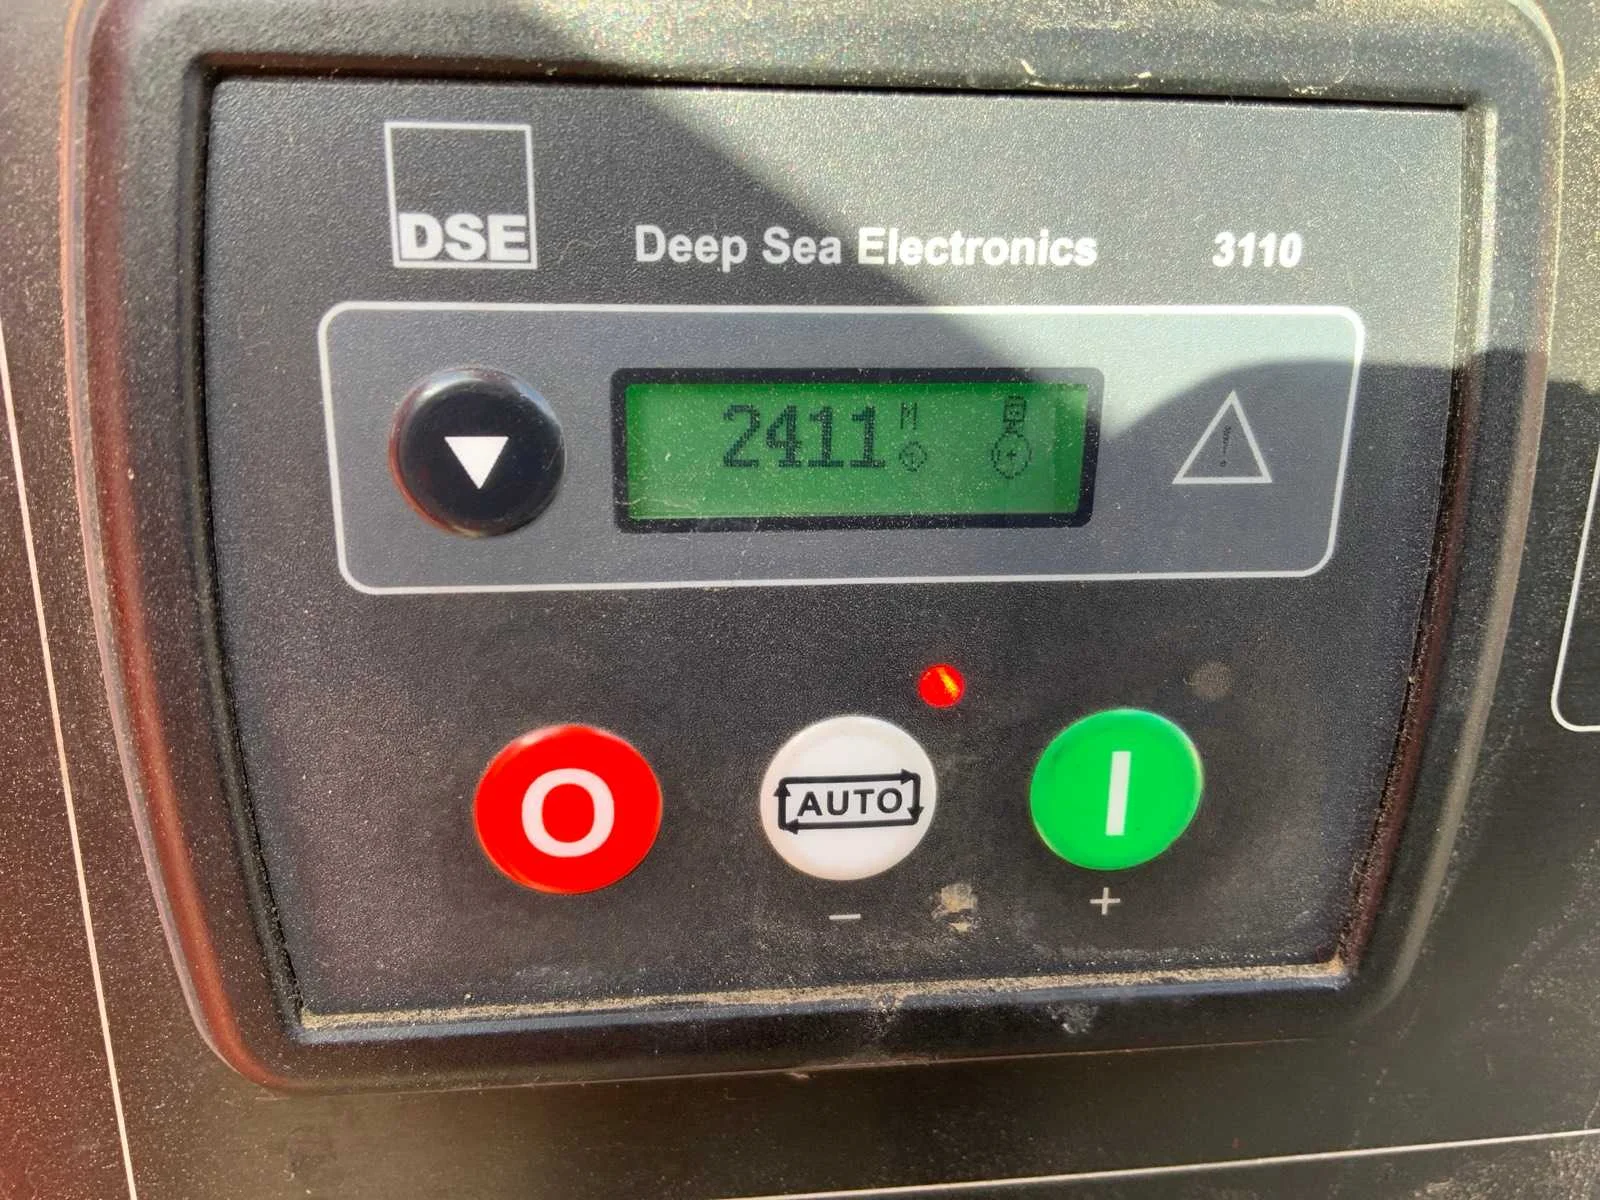 DSE
Deep Sea Electronics 3110
2411 M
!
O
AUTO
I
− +